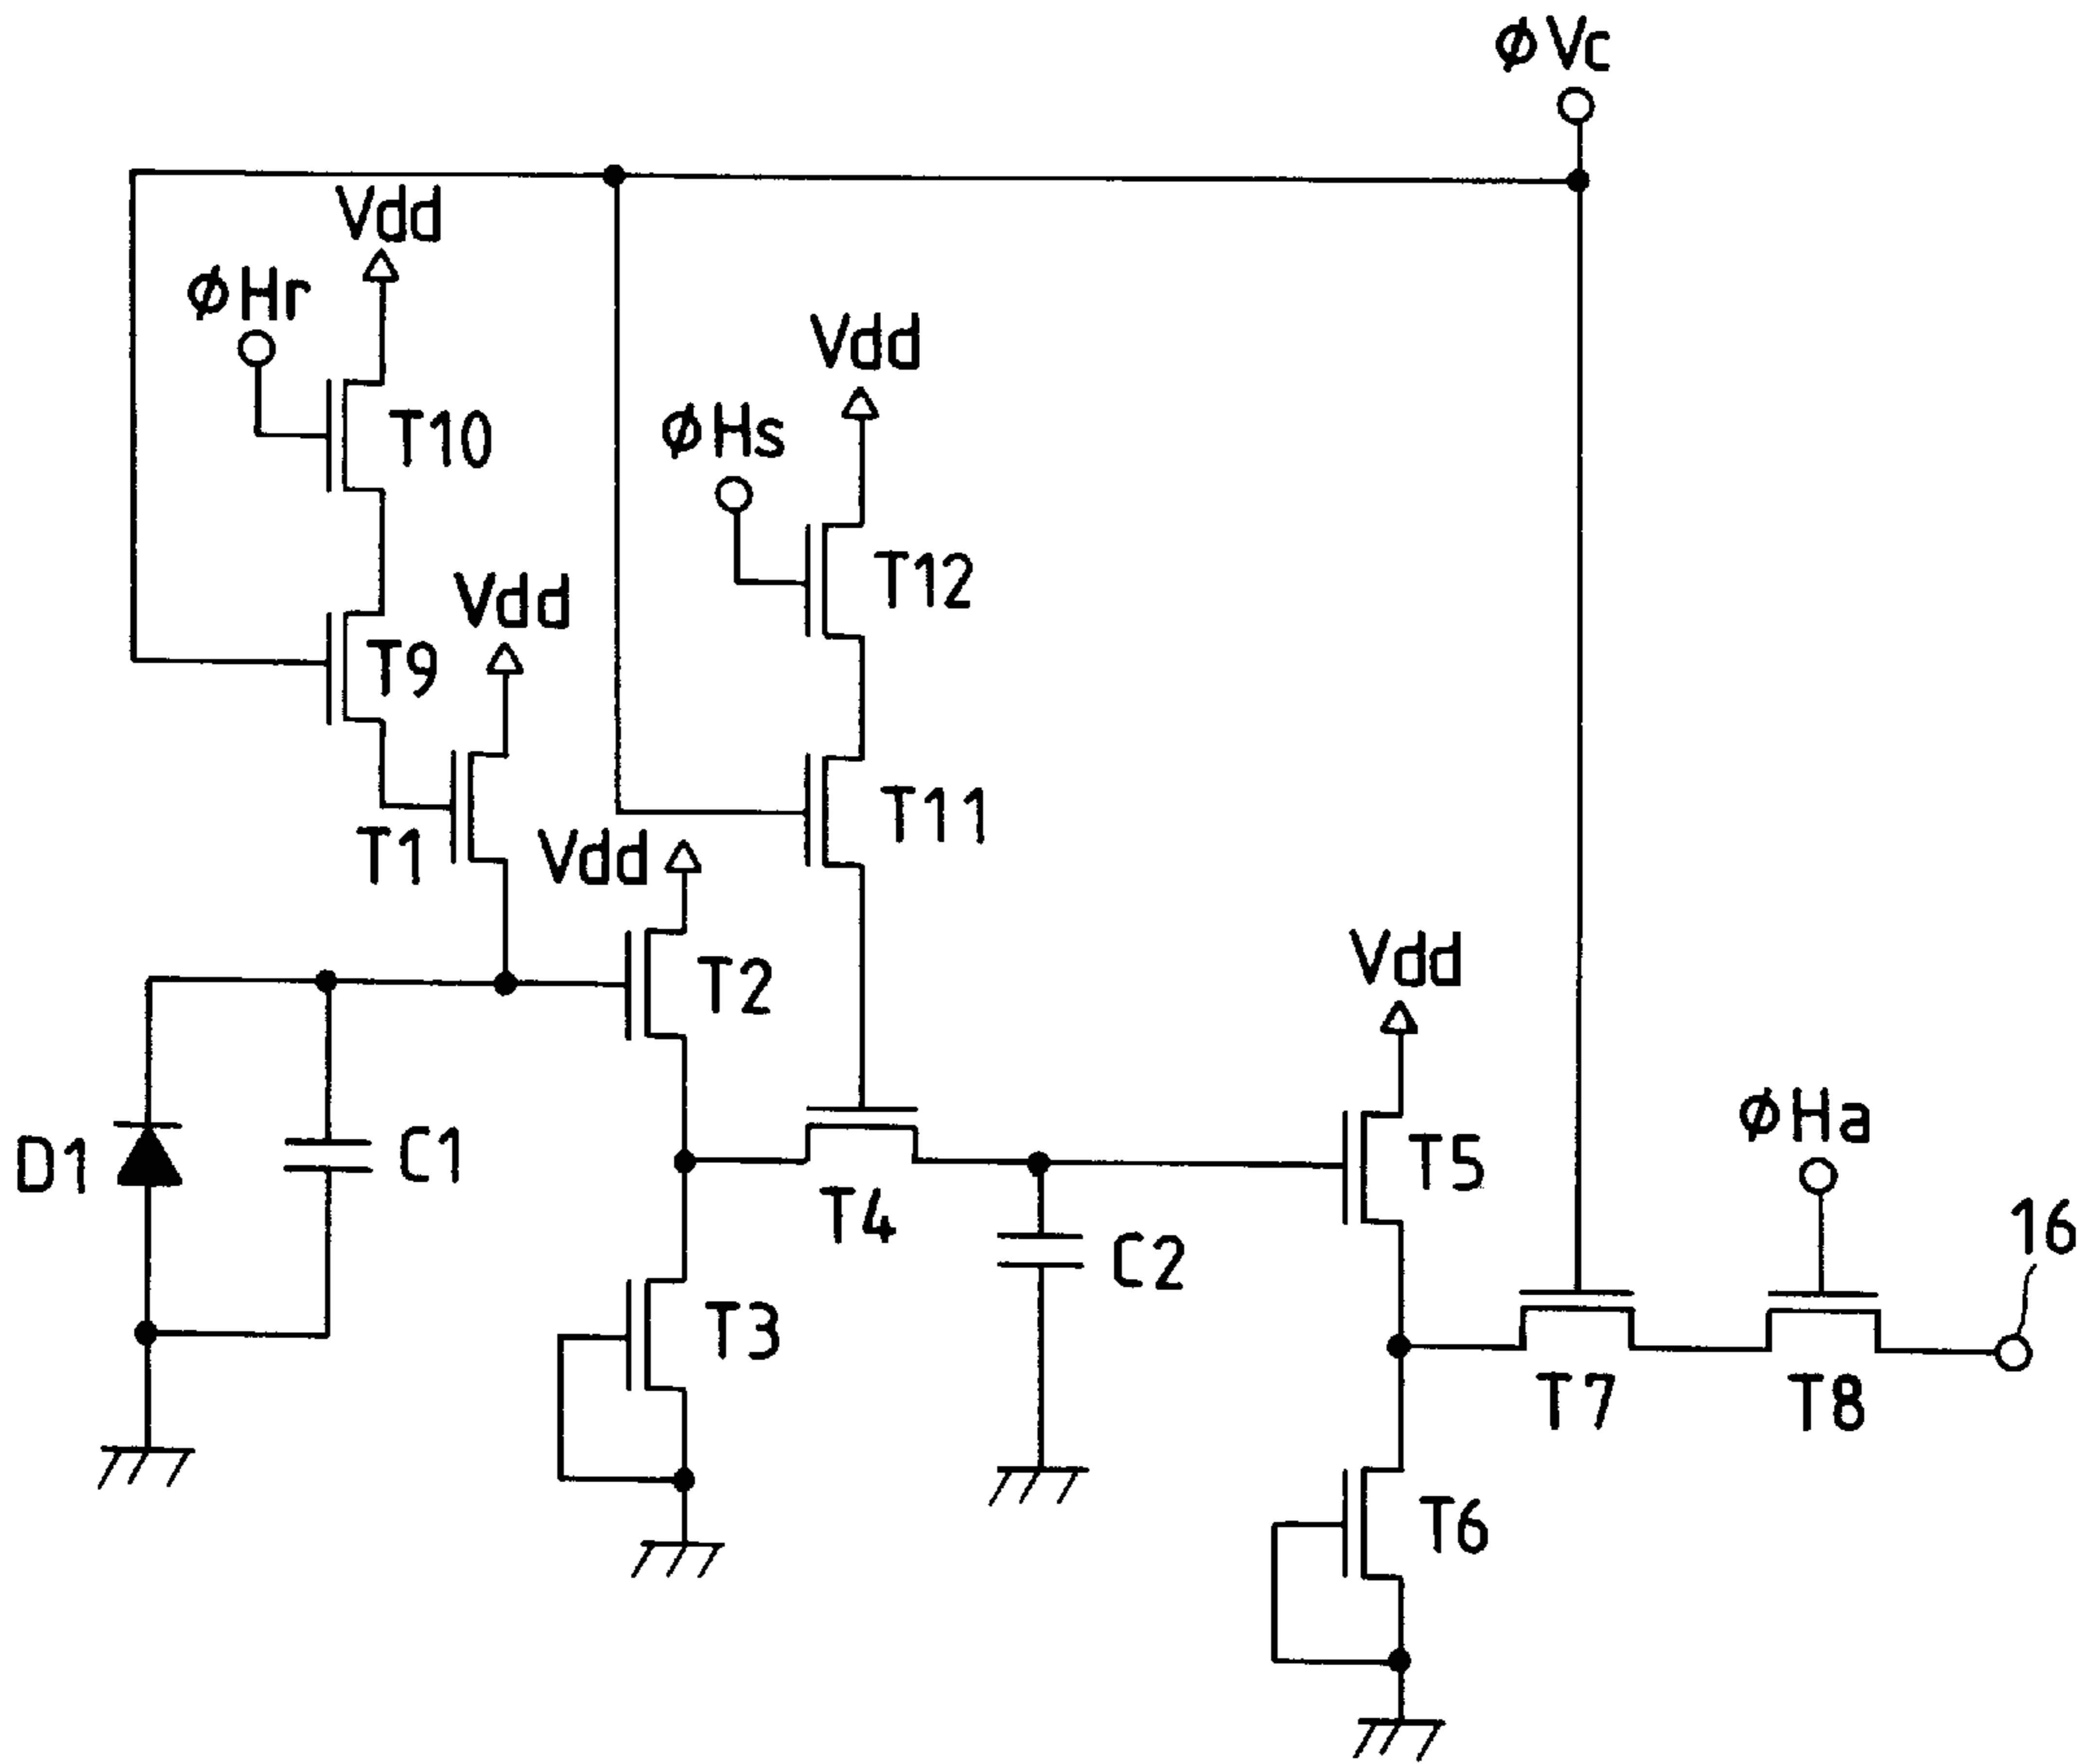 ϕVc
Vdd
ϕHr
Vdd
T10
ϕHs
T12
Vdd
T9
T11
T1
Vdd
T2
Vdd
ϕHa
D1
C1
T5
T4
16
C2
T3
T7
T8
T6